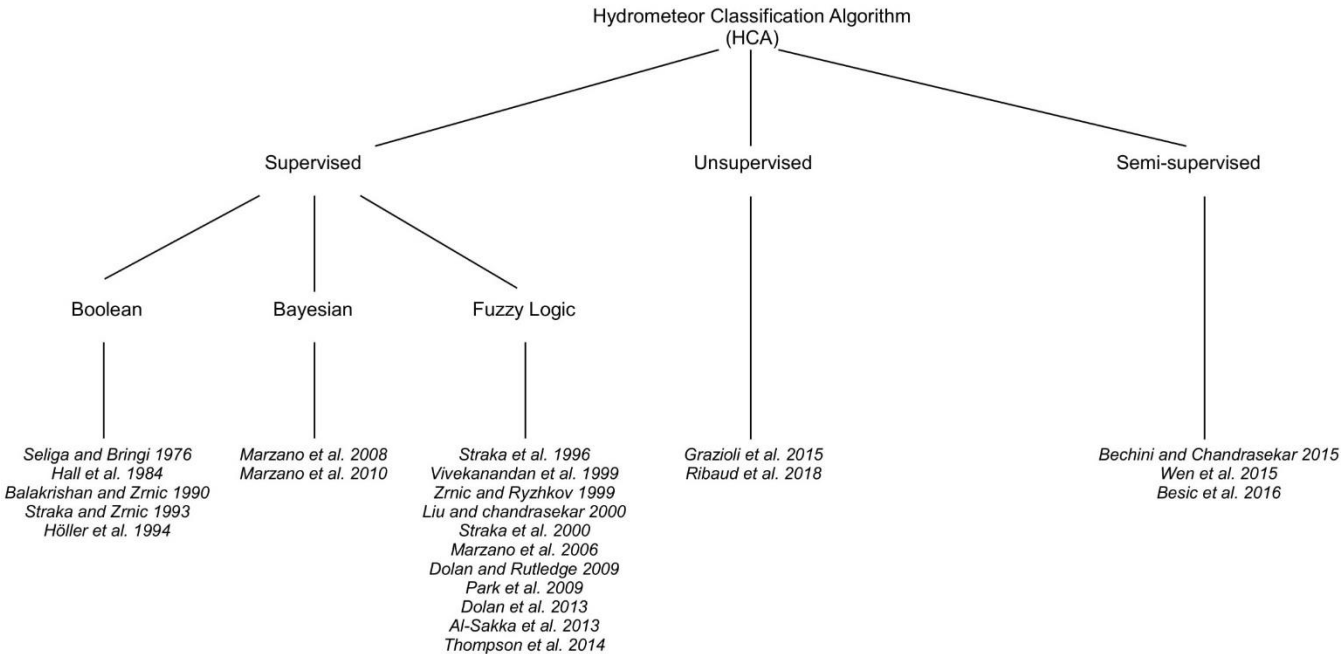 Hydrometeor Classification Algorithm
(HCA)
Supervised
Unsupervised
Semi-supervised
Boolean
Bayesian
Fuzzy Logic
Seliga and Bringi 1976
Hall et al. 1984
Balakrishan and Zrnic 1990
Straka and Zrnic 1993
Höller et al. 1994
Marzano et al. 2008
Marzano et al. 2010
Straka et al. 1996
Vivekanandan et al. 1999
Zrnic and Ryzhkov 1999
Liu and chandrasekar 2000
Straka et al. 2000
Marzano et al. 2006
Dolan and Rutledge 2009
Park et al. 2009
Dolan et al. 2013
Al-Sakka et al. 2013
Thompson et al. 2014
Grazioli et al. 2015
Ribaud et al. 2018
Bechini and Chandrasekar 2015
Wen et al. 2015
Besic et al. 2016